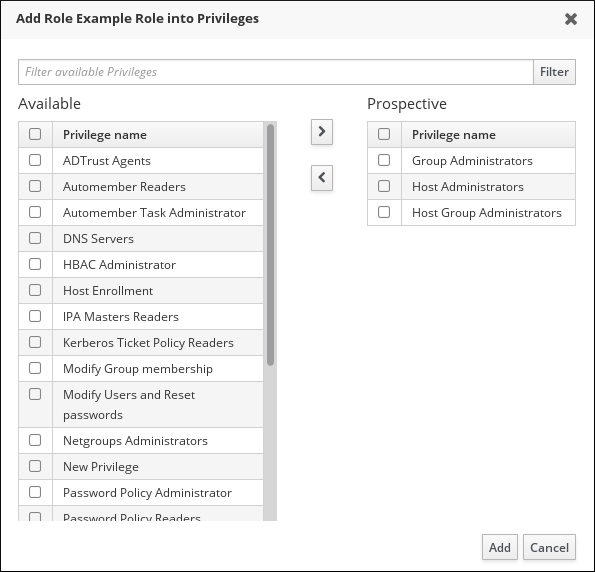 Add Role Example Role into Privileges
Filter available Privileges
Filter
Available
Privilege name
ADTrust Agents
Automember Readers
Automember Task Administrator
DNS Servers
HBAC Administrator
Host Enrollment
IPA Masters Readers
Kerberos Ticket Policy Readers
Modify Group membership
Modify Users and Reset
passwords
Netgroups Administrators
New Privilege
Password Policy Administrator
Password Policy Readers
Prospective
Privilege name
Group Administrators
Host Administrators
Host Group Administrators
Add
Cancel